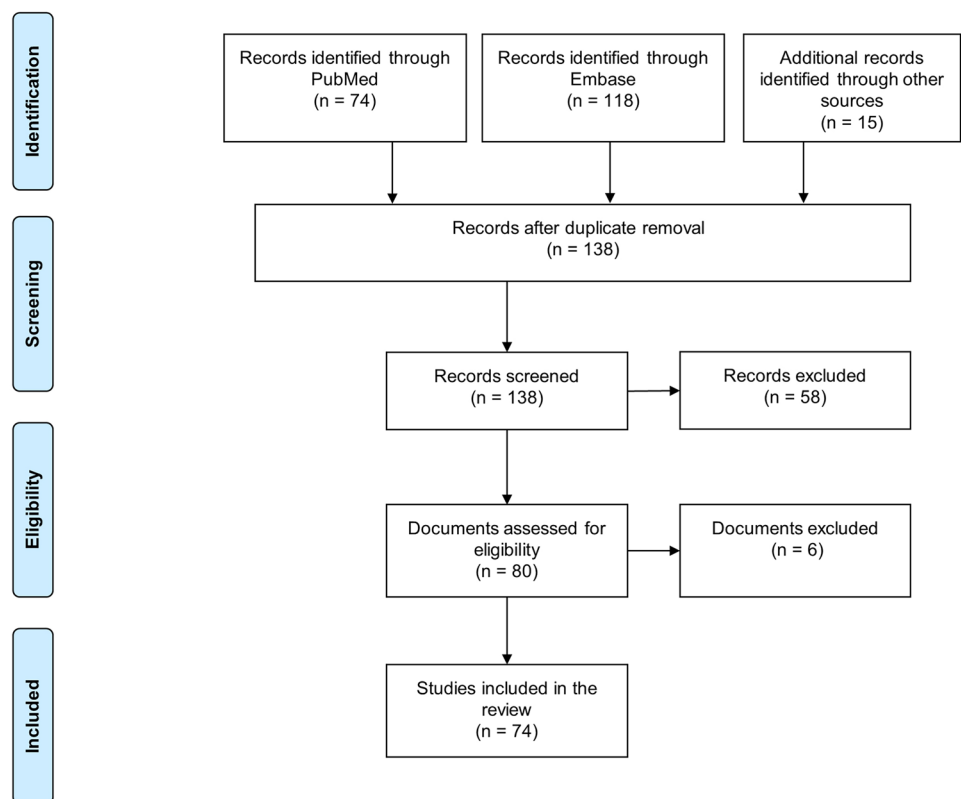 Identification
Records identified through
PubMed
(n = 74)
Records identified through
Embase
(n = 118)
Additional records
identified through other
sources
(n = 15)
Records after duplicate removal
(n = 138)
Screening
Records screened
(n = 138)
Records excluded
(n = 58)
Eligibility
Documents assessed for
eligibility
(n = 80)
Documents excluded
(n = 6)
Included
Studies included in the
review
(n = 74)